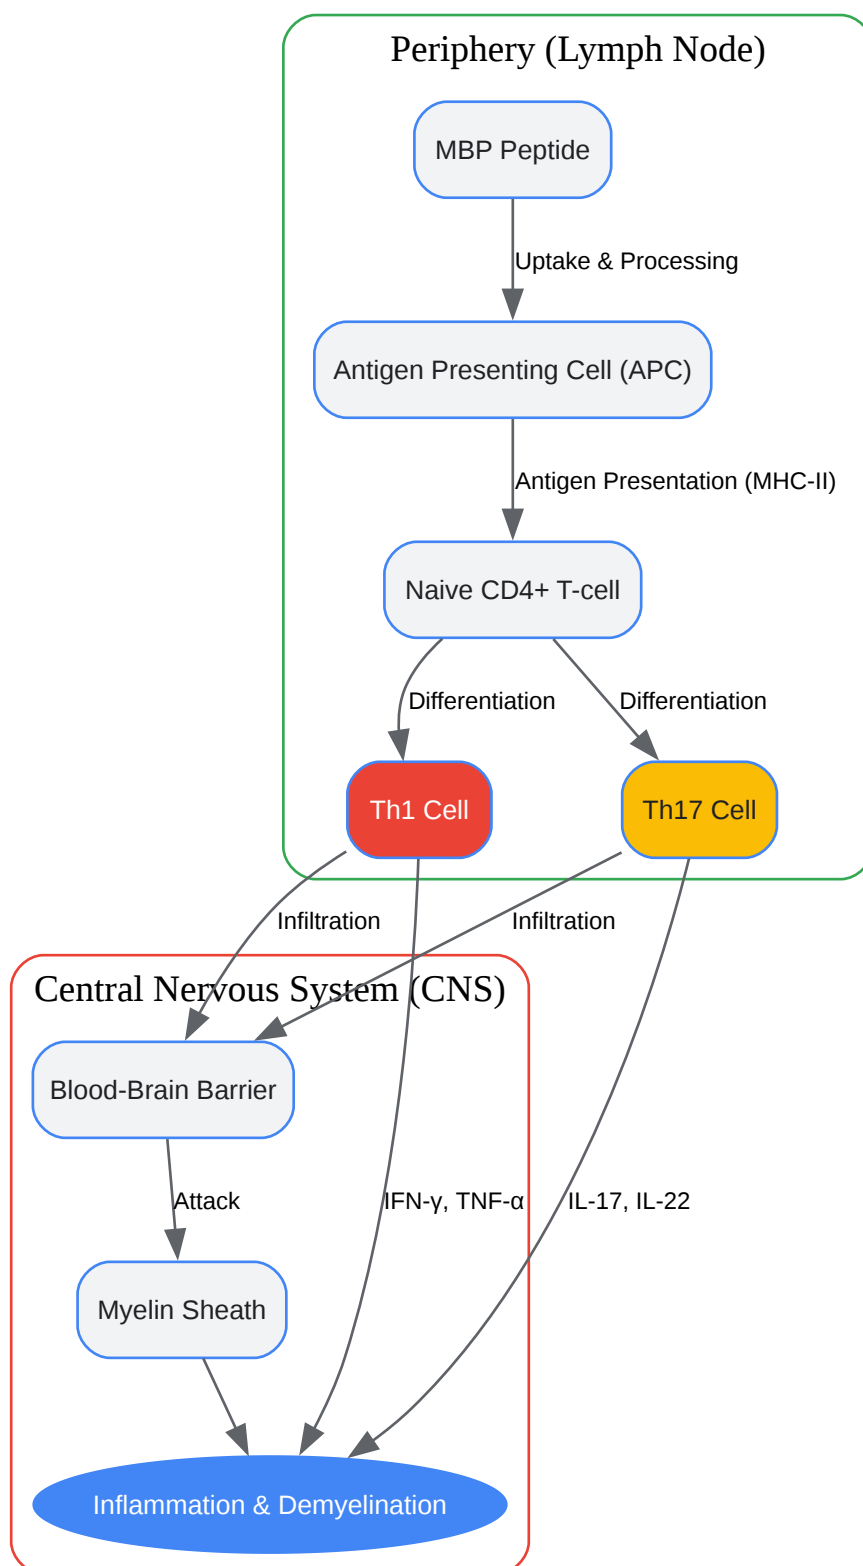 Periphery (Lymph Node)
MBP Peptide
Uptake & Processing
Antigen Presenting Cell (APC)
Antigen Presentation (MHC-II)
Naive CD4+ T-cell
Differentiation
Differentiation
Th1 Cell
Th17 Cell
Infiltration
Infiltration
Central Nervous System (CNS)
Blood-Brain Barrier
Attack
IFN-γ, TNF-α
IL-17, IL-22
Myelin Sheath
Inflammation & Demyelination